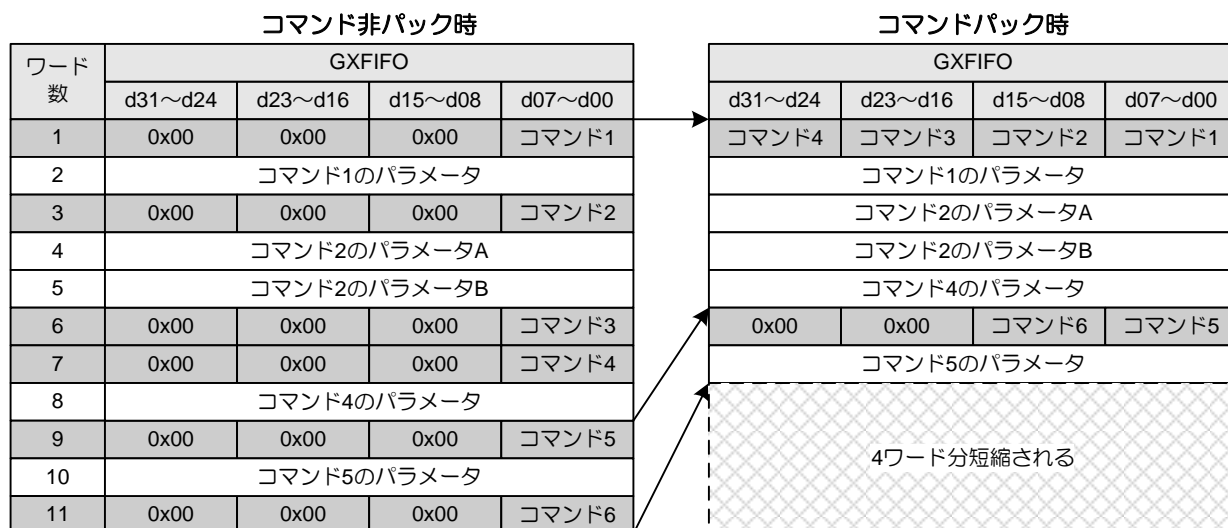 コマンド非パック時 コマンドパック時
ワード数 GXFIFO GXFIFO
d31～d24 d23～d16 d15～d08 d07～d00 d31～d24 d23～d16 d15～d08 d07～d00
1 0x00 0x00 0x00 コマンド1 コマンド4 コマンド3 コマンド2 コマンド1
2 コマンド1のパラメータ コマンド1のパラメータ
3 0x00 0x00 0x00 コマンド2 コマンド2のパラメータA
4 コマンド2のパラメータA コマンド2のパラメータB
5 コマンド2のパラメータB コマンド4のパラメータ
6 0x00 0x00 0x00 コマンド3 0x00 0x00 コマンド6 コマンド5
7 0x00 0x00 0x00 コマンド4 コマンド5のパラメータ
8 コマンド4のパラメータ
9 0x00 0x00 0x00 コマンド5 4ワード分短縮される
10 コマンド5のパラメータ
11 0x00 0x00 0x00 コマンド6